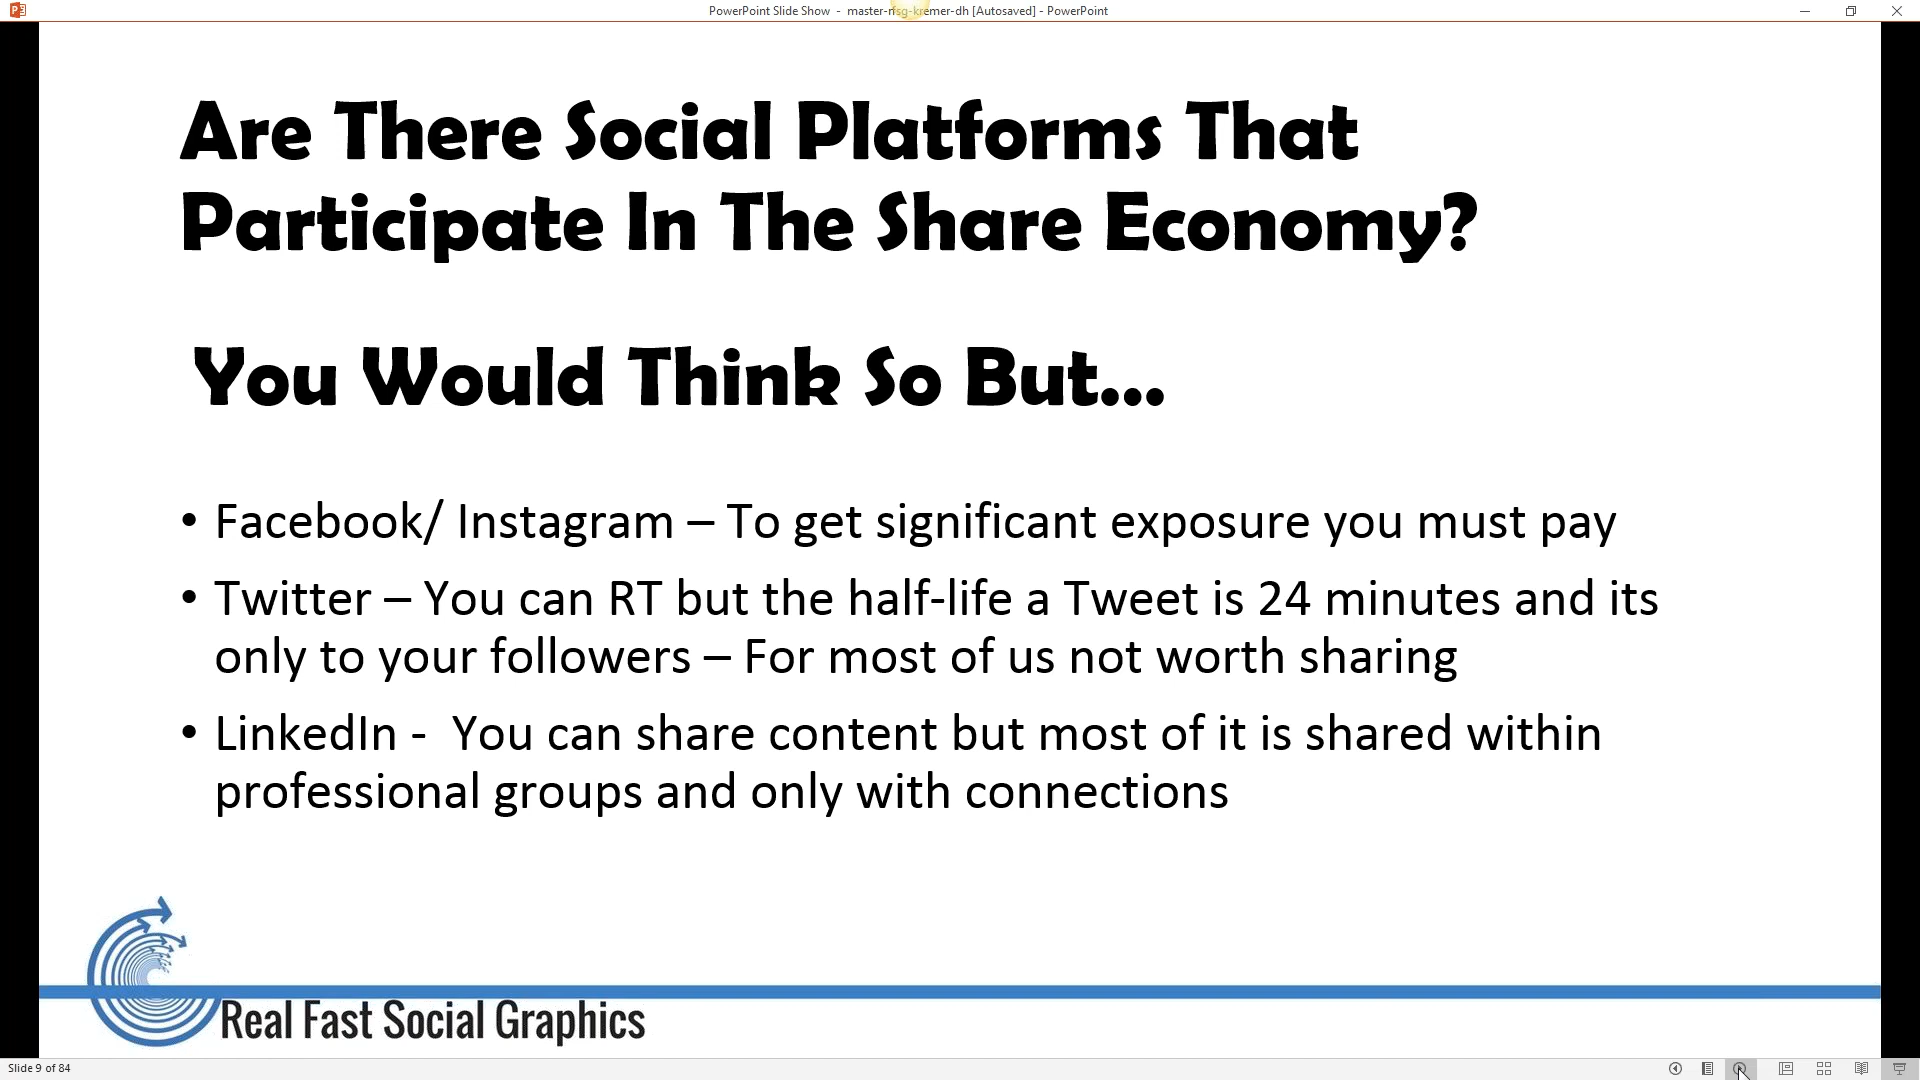 PowerPoint Slide Show - master-rfsg-kremer-dh [Autosaved] - PowerPoint
Are There Social Platforms That
Participate In The Share Economy?
You Would Think So But...
• Facebook/ Instagram – To get significant exposure you must pay
• Twitter – You can RT but the half-life a Tweet is 24 minutes and its
only to your followers – For most of us not worth sharing
• LinkedIn - You can share content but most of it is shared within
professional groups and only with connections
Real Fast Social Graphics
Slide 9 of 84